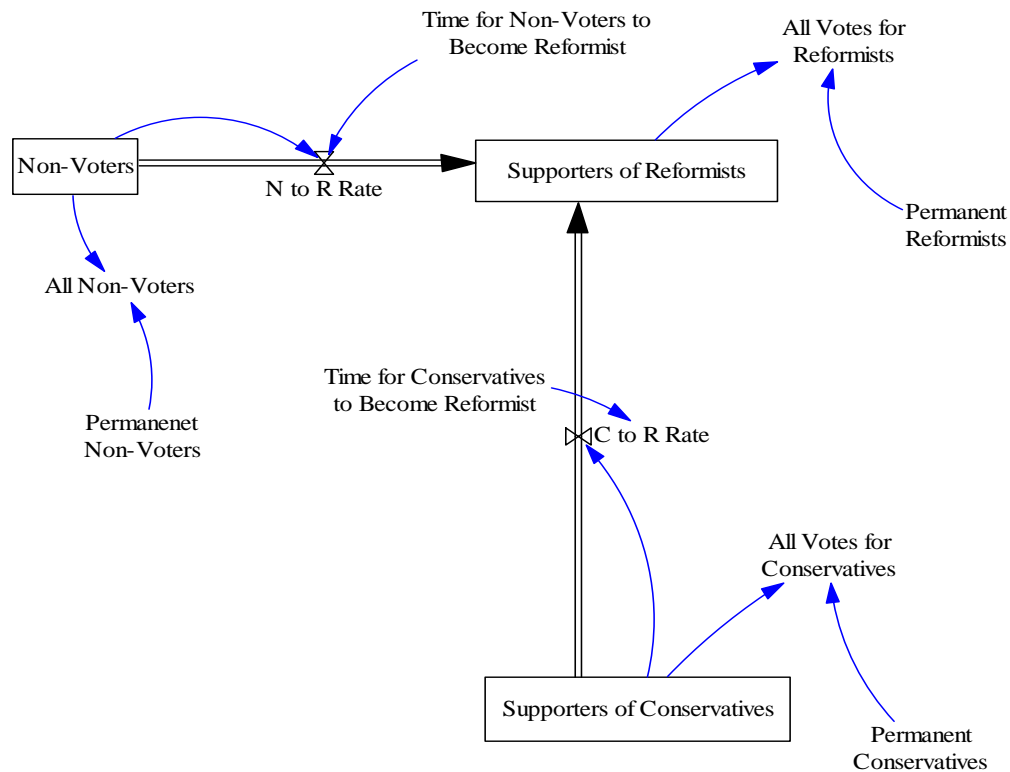 Time for Non-Voters to
Become Reformist
All Votes for
Reformists
Non-Voters
N to R Rate
Supporters of Reformists
Permanent
Reformists
All Non-Voters
Time for Conservatives
to Become Reformist
Permanenet
Non-Voters
C to R Rate
All Votes for
Conservatives
Supporters of Conservatives
Permanent
Conservatives